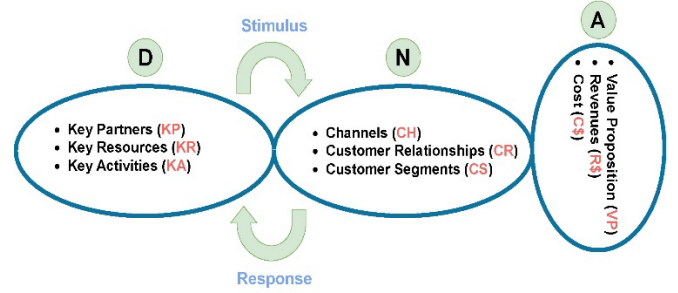 Stimulus
D
N
A
• Key Partners (KP)
• Key Resources (KR)
• Key Activities (KA)
• Channels (CH)
• Customer Relationships (CR)
• Customer Segments (CS)
• Value Proposition (VP)
• Revenues (R$)
• Cost (C$)
Response